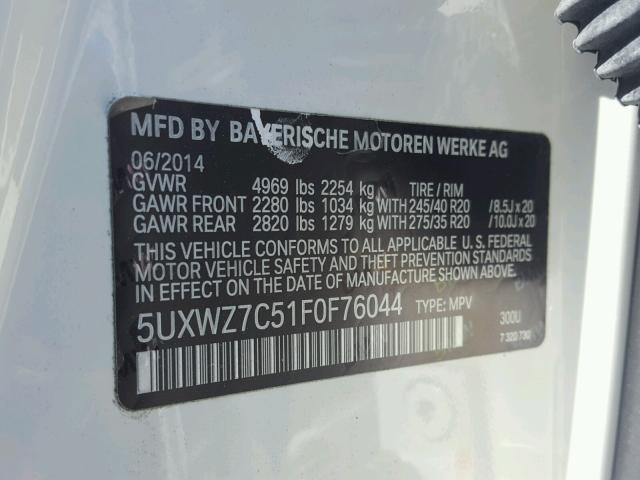 MFD BY BAYERISCHE MOTOREN WERKE AG
06/2014
GVWR 4969 lbs 2254 kg TIRE / RIM
GAWR FRONT 2280 lbs 1034 kg WITH 245/40 R20 /8.5J x 20
GAWR REAR 2820 lbs 1279 kg WITH 275/35 R20 /10.0J x 20
THIS VEHICLE CONFORMS TO ALL APPLICABLE U. S. FEDERAL
MOTOR VEHICLE SAFETY AND THEFT PREVENTION
STANDARDS IN EFFECT ON THE DATE OF MANUFACTURE SHOWN ABOVE.
5UXWZ7C51F0F76044 TYPE: MPV 300U
7 320 730